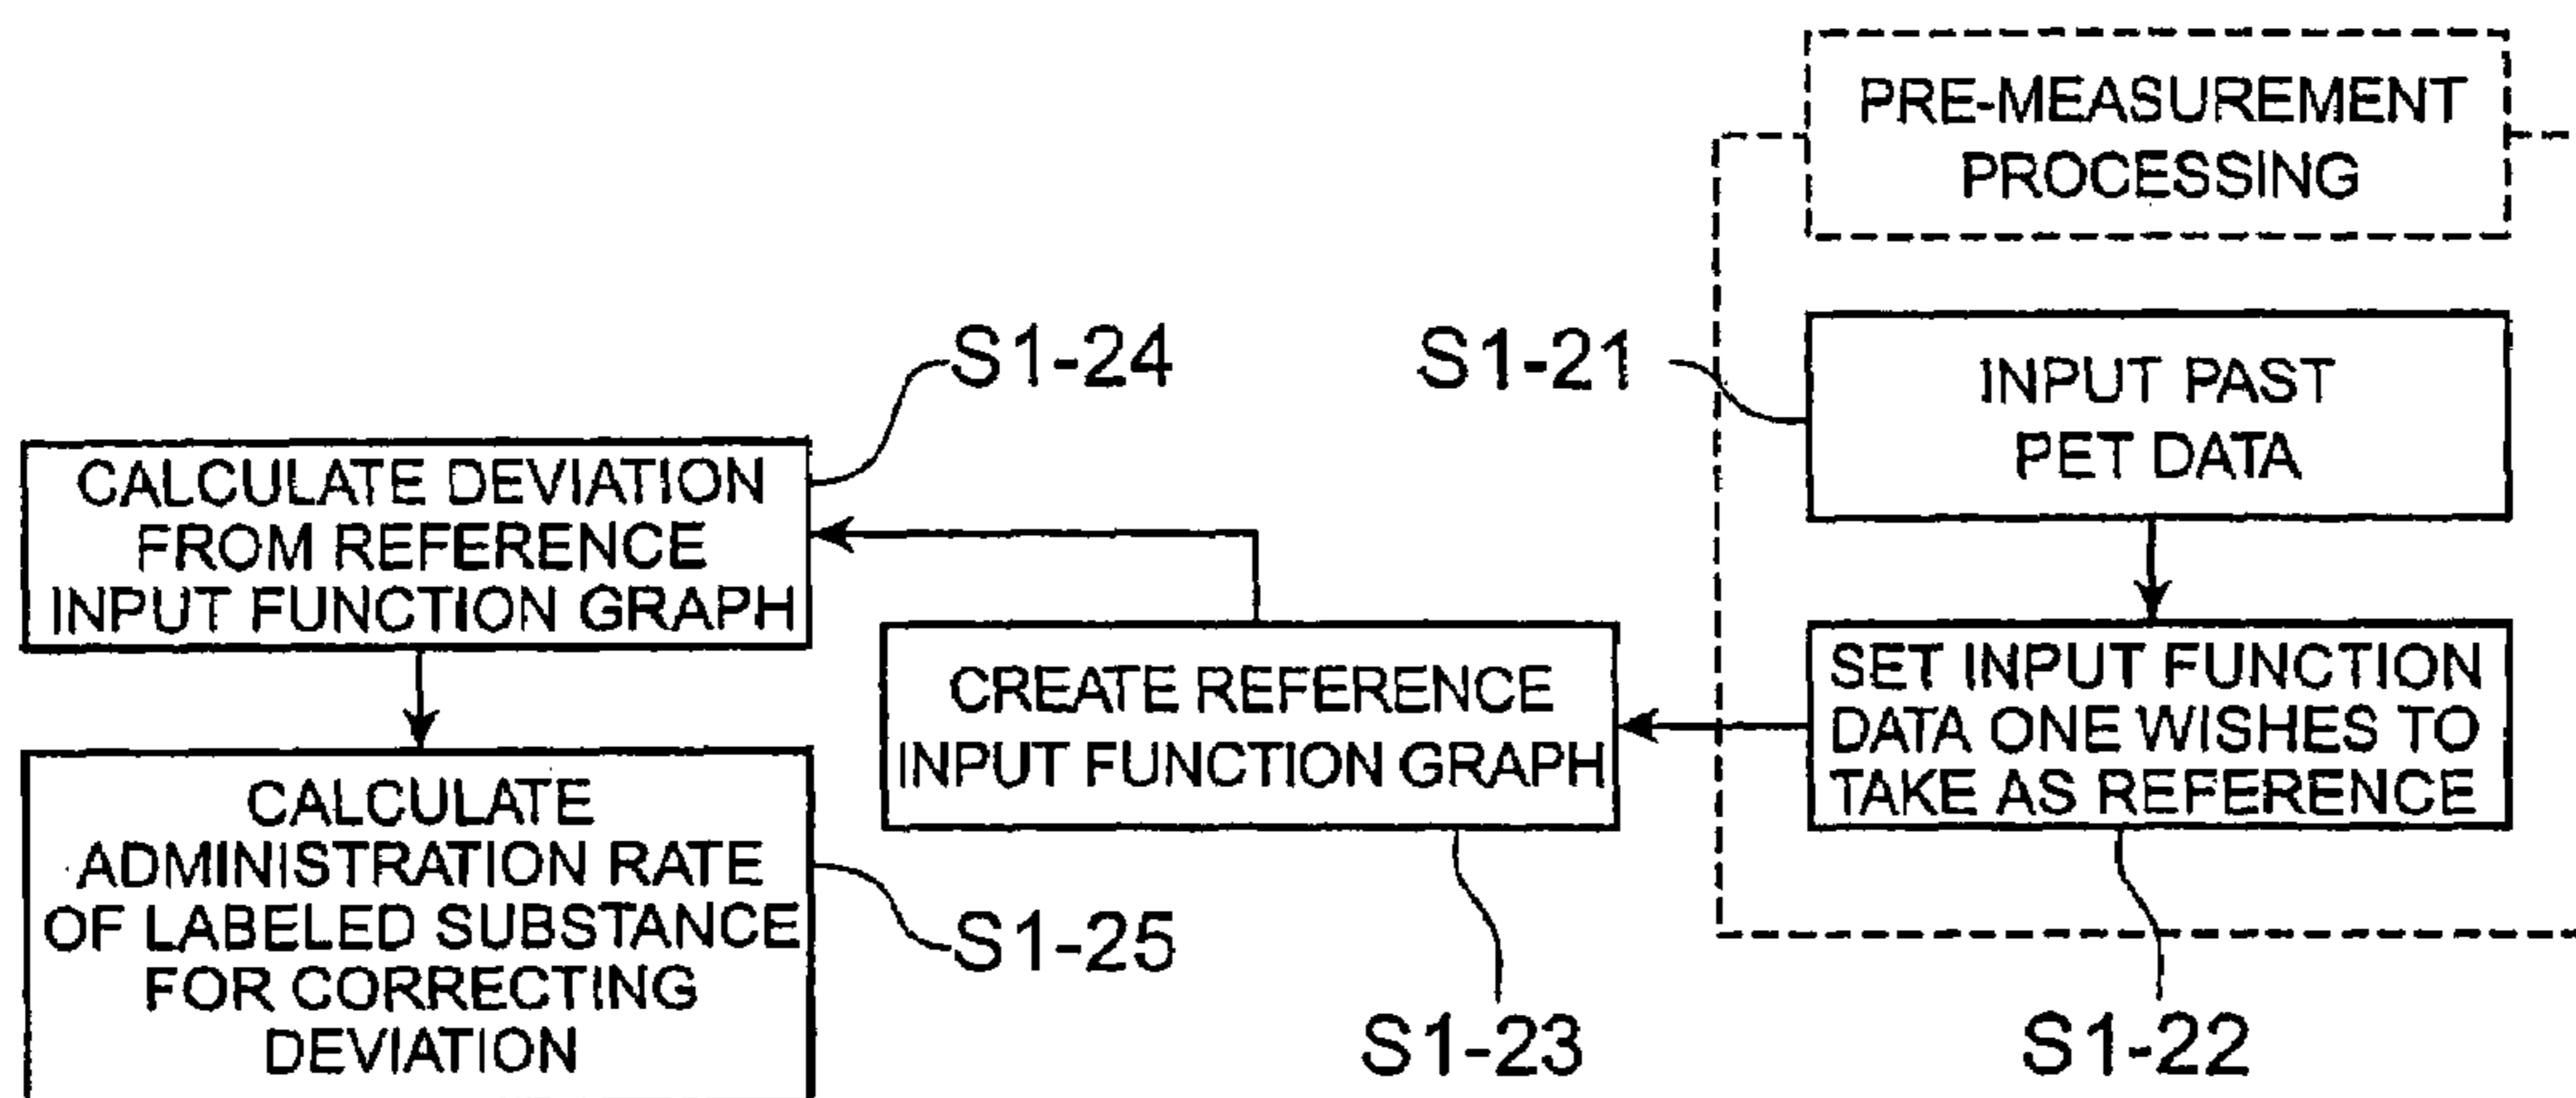 PRE-MEASUREMENT
PROCESSING
S1-21
INPUT PAST
PET DATA
SET INPUT FUNCTION
DATA ONE WISHES TO
TAKE AS REFERENCE
S1-22
CREATE REFERENCE
INPUT FUNCTION GRAPH
S1-23
S1-24
CALCULATE DEVIATION
FROM REFERENCE
INPUT FUNCTION GRAPH
CALCULATE
ADMINISTRATION RATE
OF LABELED SUBSTANCE
FOR CORRECTING
DEVIATION
S1-25